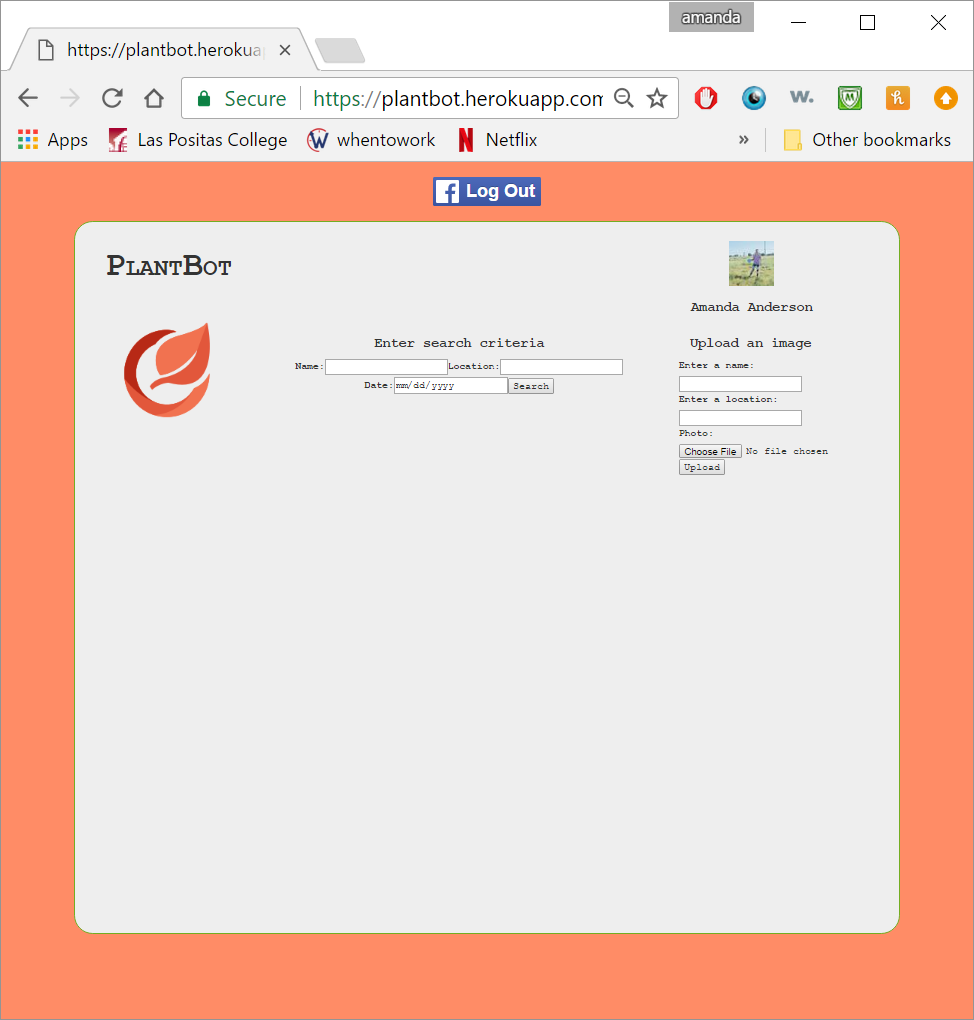 amanda
https://plantbot.herokua
Secure https://plantbot.herokuapp.com
Apps Las Positas College whentowork Netflix » Other bookmarks
Log Out
PlantBot
Amanda Anderson
Enter search criteria
Name: Location:
Date: mm/dd/yyyy Search
Upload an image
Enter a name:
Enter a location:
Photo:
Choose File No file chosen
Upload